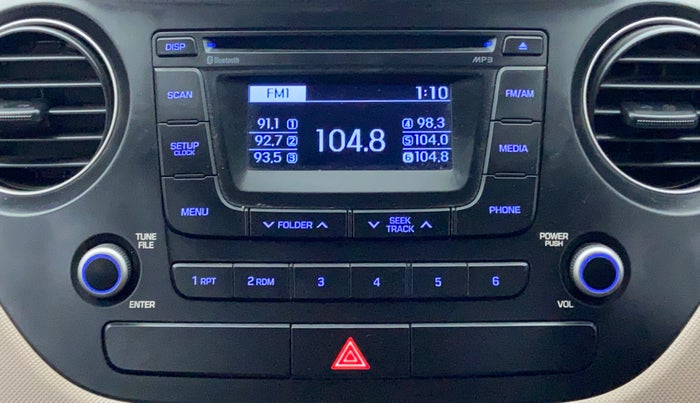 DISP
Bluetooth
MP3
SCAN
FM1 1:10
FM/AM
91.1 1 104.8 4 98.3
92.7 2 5 104.0
93.5 3 6 104.8
SETUP
CLOCK
MEDIA
MENU
FOLDER
SEEK
TRACK
PHONE
TUNE
FILE
POWER
PUSH
1 RPT 2 RDM 3 4 5 6
ENTER
VOL